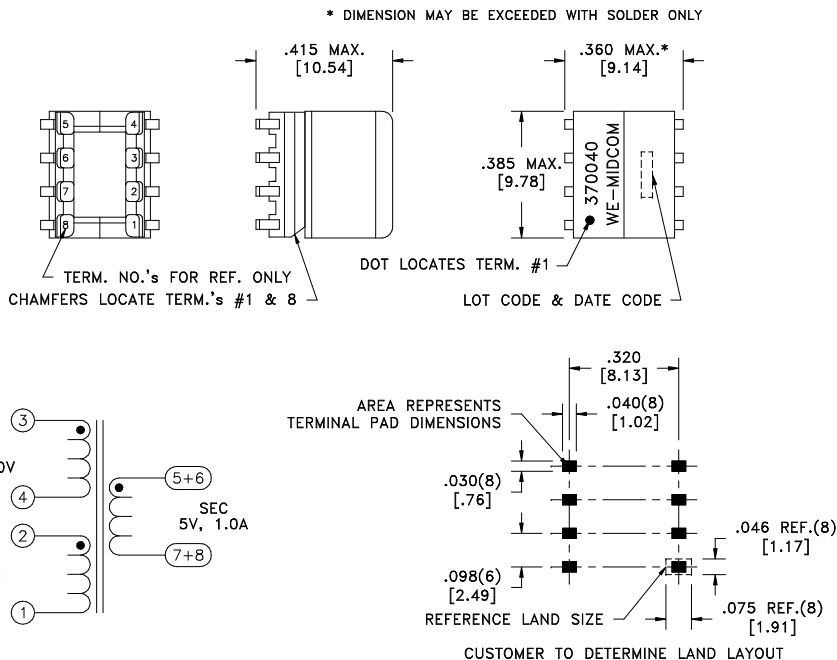 * DIMENSION MAY BE EXCEEDED WITH SOLDER ONLY
.415 MAX.
[10.54]
.360 MAX.*
[9.14]
5
4
6
3
7
2
8
1
.385 MAX.
[9.78]
370040
WE-MIDCOM
TERM. NO.'s FOR REF. ONLY
CHAMFERS LOCATE TERM.'s #1 & 8
DOT LOCATES TERM. #1
LOT CODE & DATE CODE
3
0V
4
2
1
5+6
SEC
5V, 1.0A
7+8
.320
[8.13]
AREA REPRESENTS
TERMINAL PAD DIMENSIONS
.040(8)
[1.02]
.030(8)
[.76]
.098(6)
[2.49]
.046 REF.(8)
[1.17]
REFERENCE LAND SIZE
.075 REF.(8)
[1.91]
CUSTOMER TO DETERMINE LAND LAYOUT